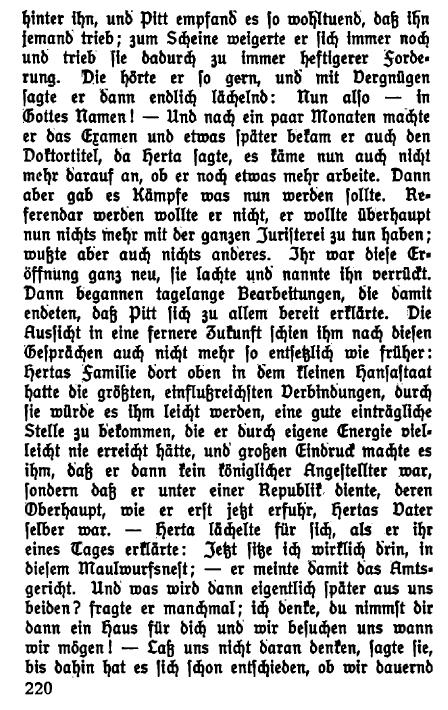 hinter ihn, und Pitt empfand es so wohltuend, daß ihn
jemand trieb; zum Scheine weigerte er sich immer noch
und trieb sie dadurch zu immer heftigerer Forde-
rung. Die hörte er so gern, und mit Vergnügen
sagte er dann endlich lächelnd: Nun also — in
Gottes Namen! — Und nach ein paar Monaten machte
er das Examen und etwas später bekam er auch den
Doktortitel, da Herta sagte, es käme nun auch nicht
mehr darauf an, ob er noch etwas mehr arbeite. Dann
aber gab es Kämpfe was nun werden sollte. Re-
ferendar werden wollte er nicht, er wollte überhaupt
nun nichts mehr mit der ganzen Juristerei zu tun haben;
wußte aber auch nichts anderes. Ihr war diese Er-
öffnung ganz neu, sie lachte und nannte ihn verrückt.
Dann begannen tagelange Bearbeitungen, die damit
endeten, daß Pitt sich zu allem bereit erklärte. Die
Aussicht in eine fernere Zukunft schien ihm nach diesen
Gesprächen auch nicht mehr so entsetzlich wie früher:
Hertas Familie dort oben in dem kleinen Hansastaat
hatte die größten, einflußreichsten Verbindungen, durch
sie würde es ihm leicht werden, eine gute einträgliche
Stelle zu bekommen, die er durch eigene Energie viel-
leicht nie erreicht hätte, und großen Eindruck machte es
ihm, daß er dann kein königlicher Angestellter war,
sondern daß er unter einer Republik diente, deren
Oberhaupt, wie er erst jetzt erfuhr, Hertas Vater
selber war. — Herta lächelte für sich, als er ihr
eines Tages erklärte: Jetzt sitze ich wirklich drin, in
diesem Maulwurfsnest; — er meinte damit das Amts-
gericht. Und was wird dann eigentlich später aus uns
beiden? fragte er manchmal; ich denke, du nimmst dir
dann ein Haus für dich und wir besuchen uns wann
wir mögen! — Laß uns nicht daran denken, sagte sie,
bis dahin hat es sich schon entschieden, ob wir dauernd
220